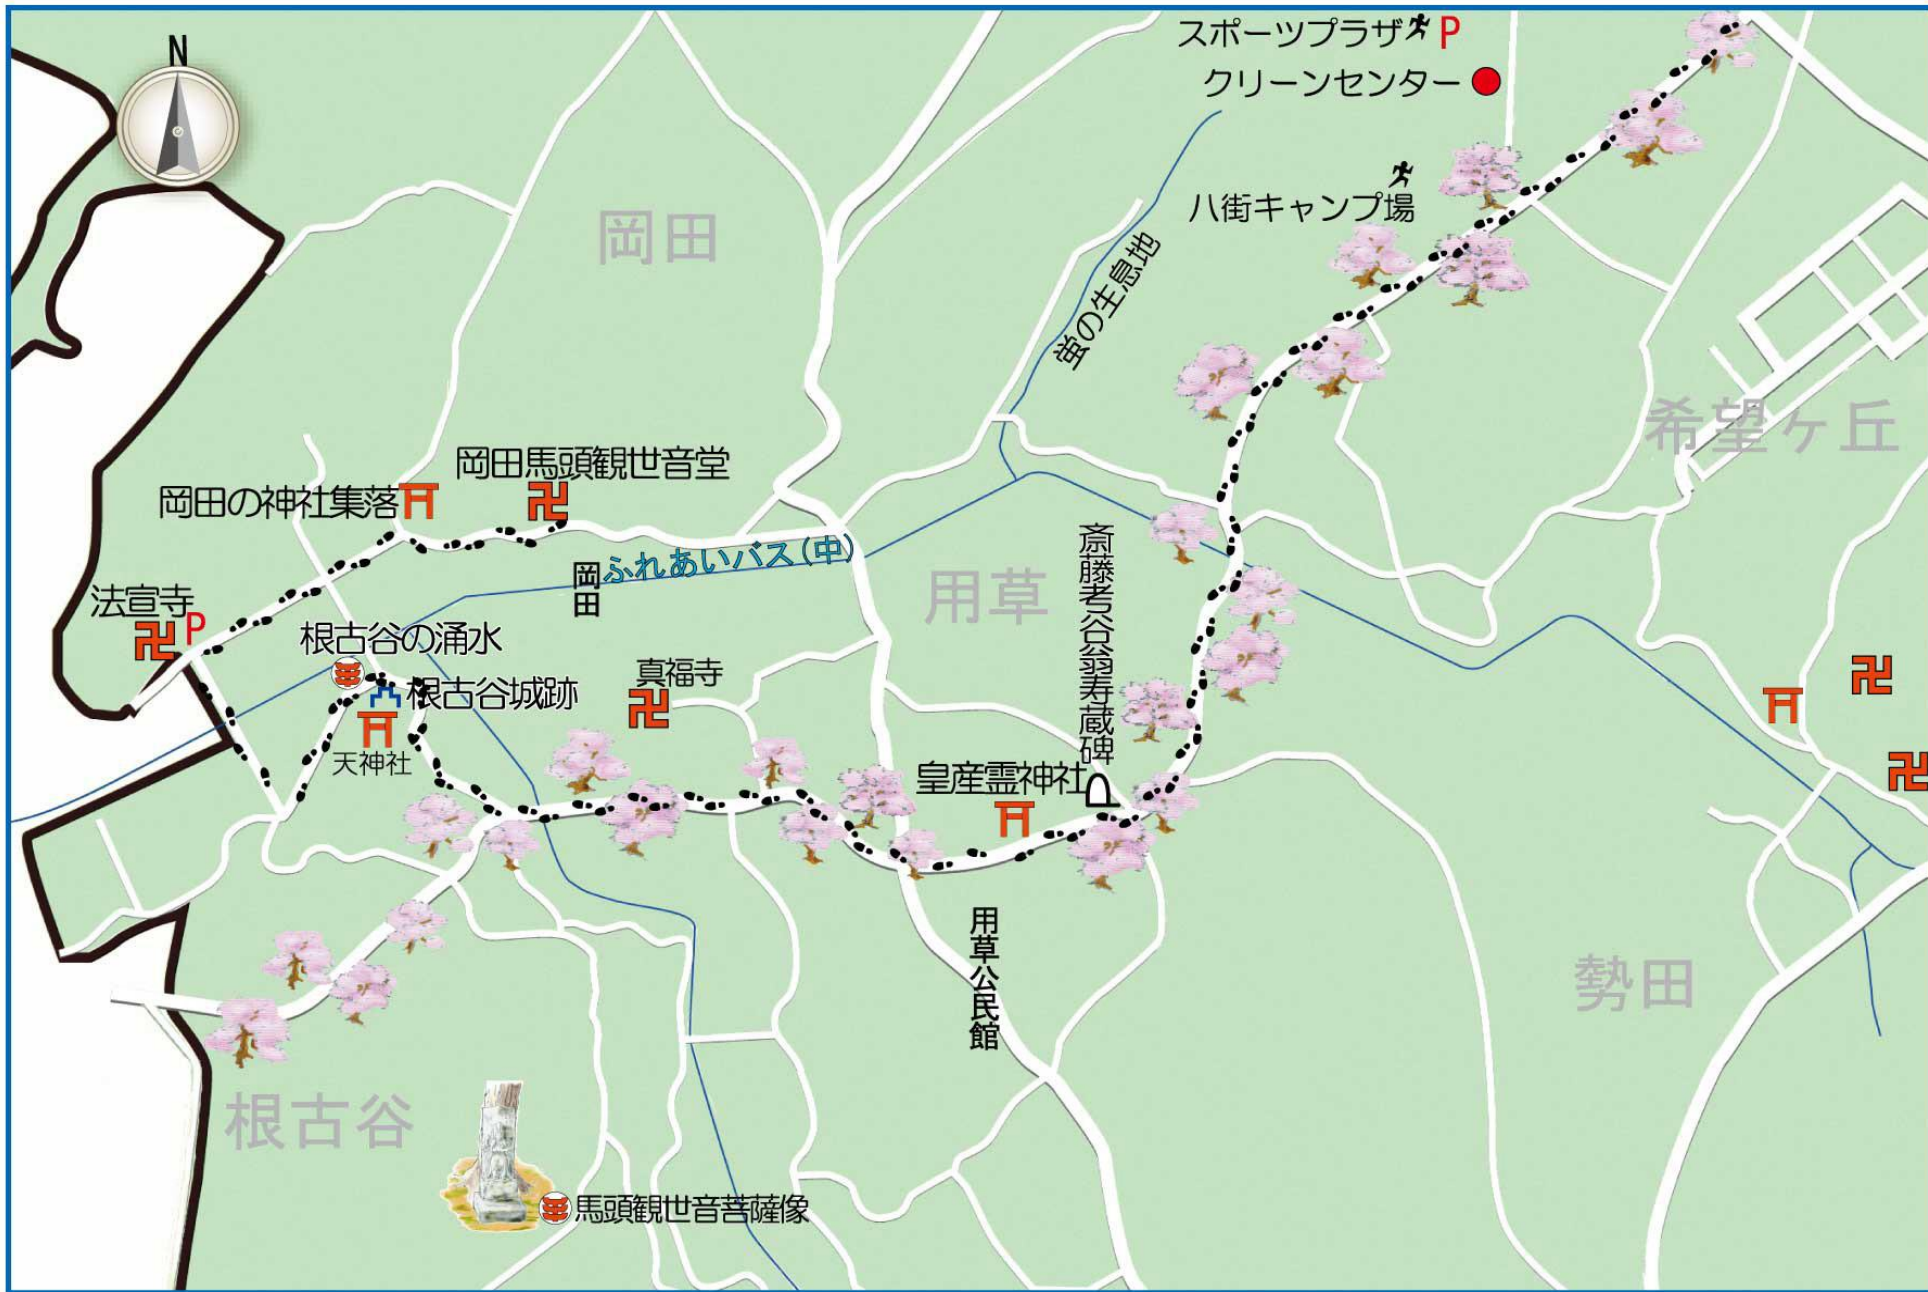 N
スポーツプラザ P
クリーンセンター
八街キャンプ場
岡田
蛍の生息地
希望ヶ丘
岡田馬頭観世音堂
岡田の神社集落
ふれあいバス(中)
岡田
用草
斎藤考谷翁寿蔵碑
法宣寺
P
根古谷の湧水
根古谷城跡
天神社
真福寺
皇産霊神社
用草公民館
勢田
根古谷
馬頭観世音菩薩像